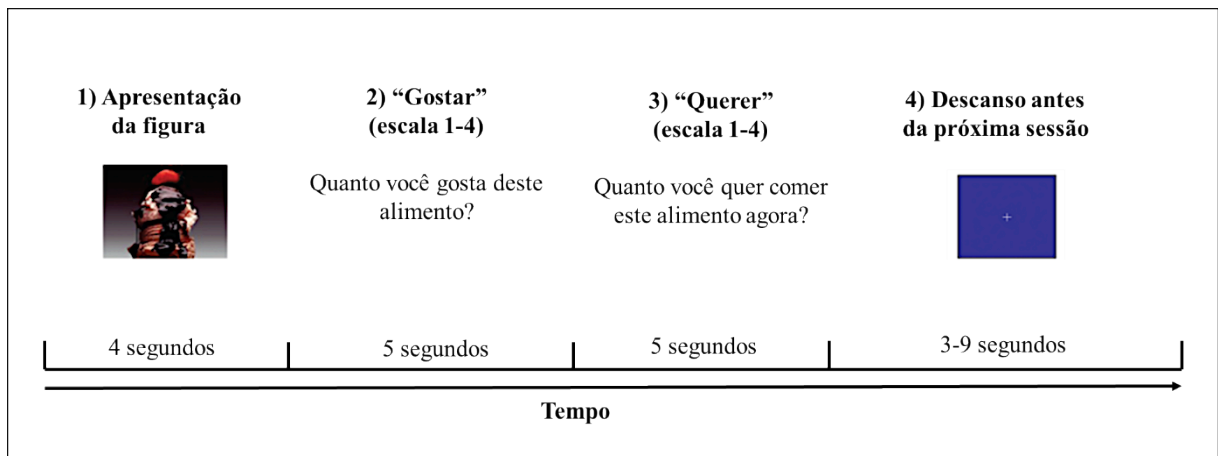 1) Apresentação
da figura
2) “Gostar”
(escala 1-4)
3) “Querer”
(escala 1-4)
4) Descanso antes
da próxima sessão
Quanto você gosta deste
alimento?
Quanto você quer comer
este alimento agora?
4 segundos
5 segundos
5 segundos
3-9 segundos
Tempo